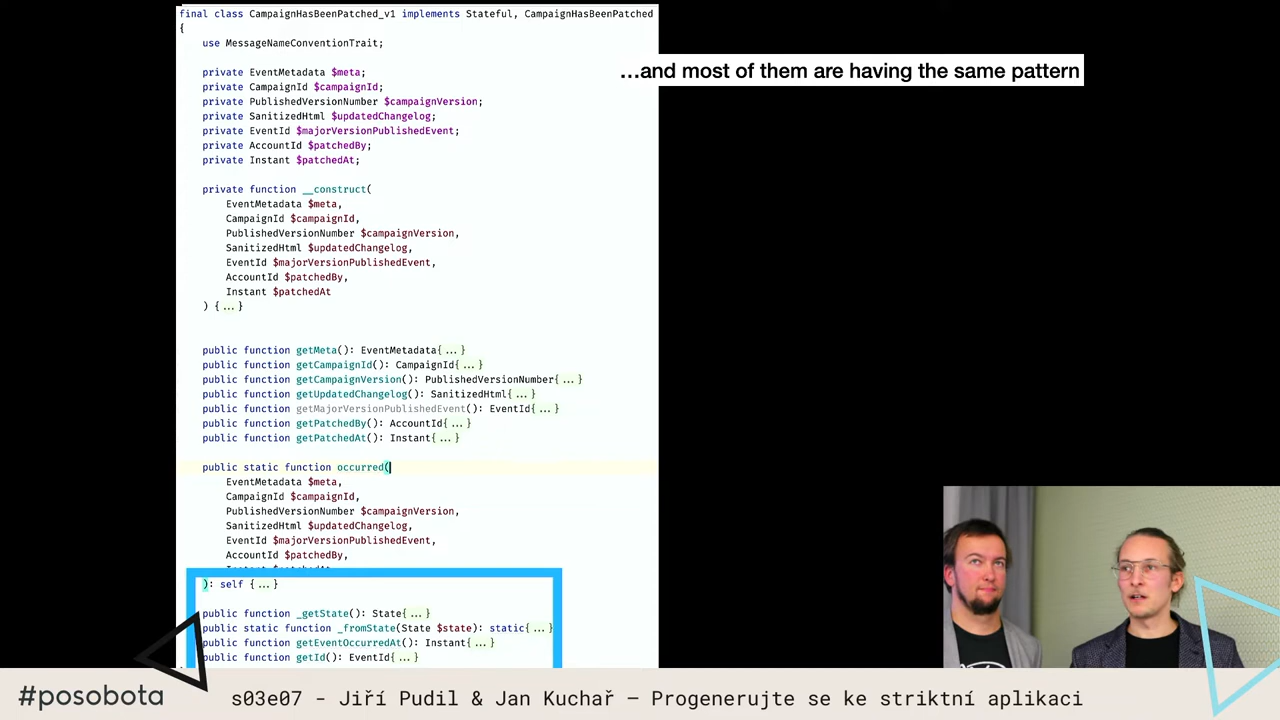 final class CampaignHasBeenPatched_v1 implements Stateful, CampaignHasBeenPatched
{
use MessageNameConventionTrait;
private EventMetadata $meta;
private CampaignId $campaignId;
private PublishedVersionNumber $campaignVersion;
private SanitizedHtml $updatedChangelog;
private EventId $majorVersionPublishedEvent;
private AccountId $patchedBy;
private Instant $patchedAt;
private function __construct(
EventMetadata $meta,
CampaignId $campaignId,
PublishedVersionNumber $campaignVersion,
SanitizedHtml $updatedChangelog,
EventId $majorVersionPublishedEvent,
AccountId $patchedBy,
Instant $patchedAt
) {...}
public function getMeta(): EventMetadata{...}
public function getCampaignId(): CampaignId{...}
public function getCampaignVersion(): PublishedVersionNumber{...}
public function getUpdatedChangelog(): SanitizedHtml{...}
public function getMajorVersionPublishedEvent(): EventId{...}
public function getPatchedBy(): AccountId{...}
public function getPatchedAt(): Instant{...}
public static function occurred(
EventMetadata $meta,
CampaignId $campaignId,
PublishedVersionNumber $campaignVersion,
SanitizedHtml $updatedChangelog,
EventId $majorVersionPublishedEvent,
AccountId $patchedBy,
): self {...}
public function _getState(): State{...}
public static function _fromState(State $state): static{...}
public function getEventOccurredAt(): Instant{...}
public function getId(): EventId{...}
...and most of them are having the same pattern
#posobota
s03e07 - Jiří Pudil & Jan Kuchař – Progenerujte se ke striktní aplikaci